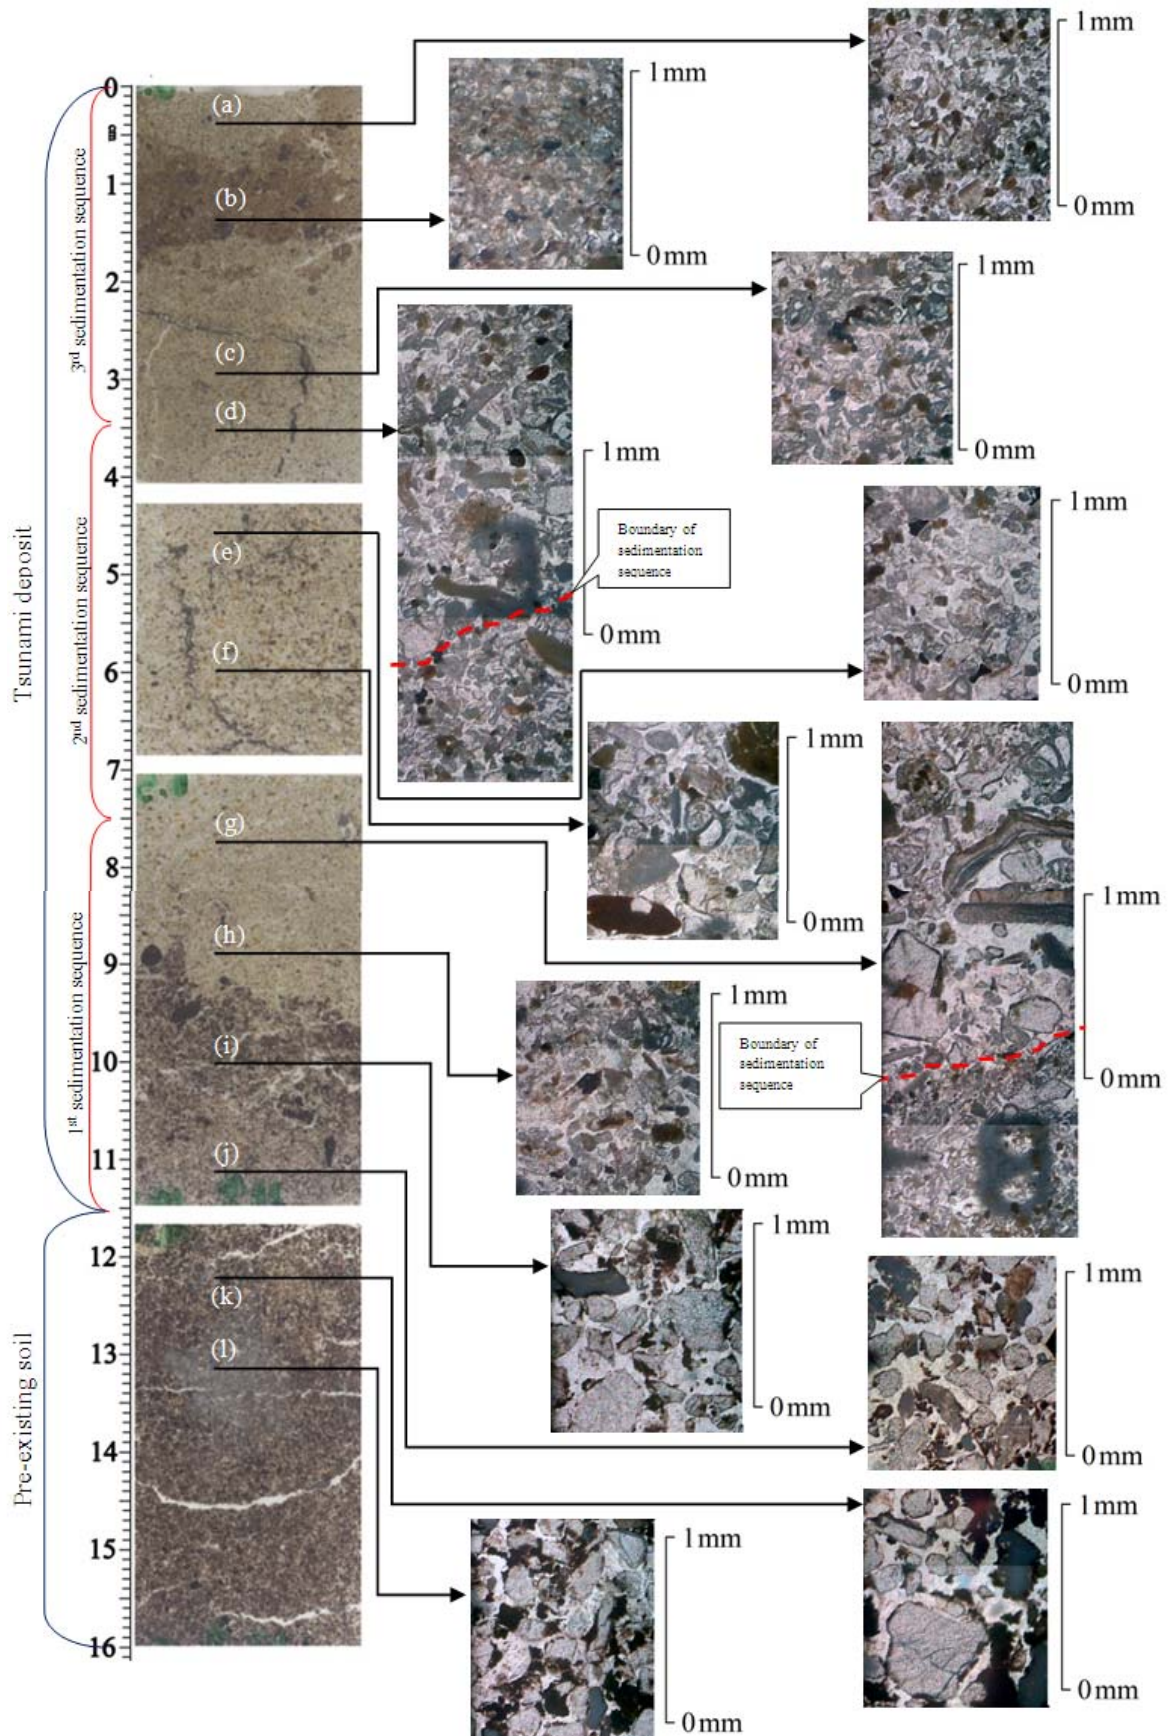 Tsunami deposit
Pre-existing soil
3rd sedimentation sequence
2nd sedimentation sequence
1st sedimentation sequence
0
1
2
3
4
5
6
7
8
9
10
11
12
13
14
15
16
(a)
(b)
(c)
(d)
(e)
(f)
(g)
(h)
(i)
(j)
(k)
(l)
1mm
0mm
1mm
0mm
1mm
0mm
1mm
0mm
Boundary of
sedimentation
sequence
1mm
0mm
1mm
0mm
1mm
0mm
Boundary of
sedimentation
sequence
1mm
0mm
1mm
0mm
1mm
0mm
1mm
0mm
1mm
0mm